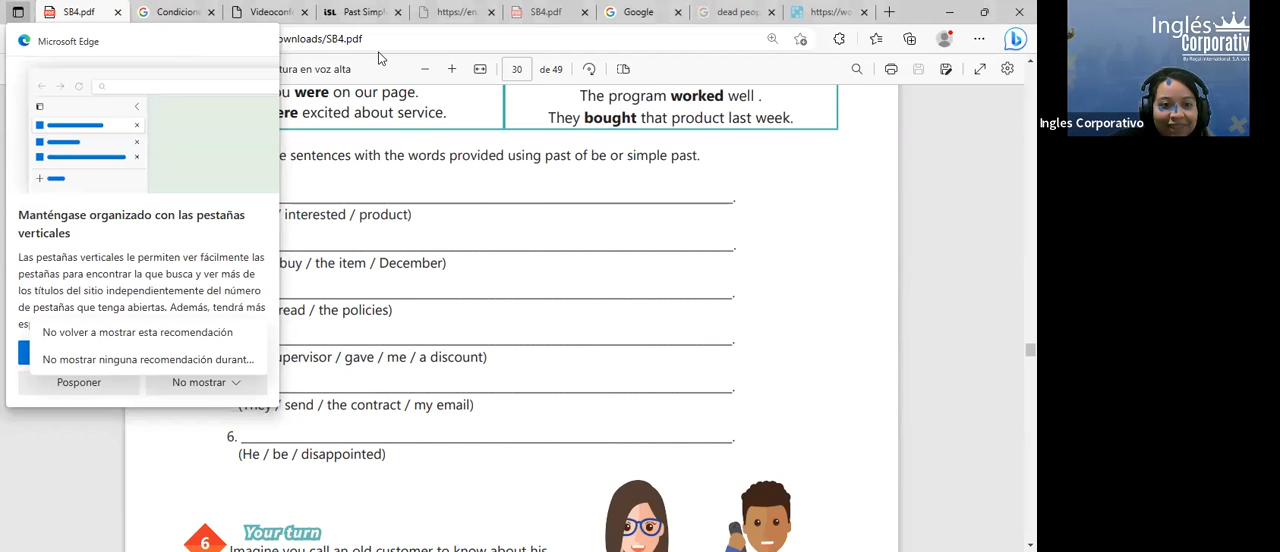 SB4.pdf
Condicion
Videoconf
iSL Past Simpl
https://en
SB4.pdf
Google
dead peop
https://wo
Microsoft Edge
ownloads/SB4.pdf
tura en voz alta
30 de 49
u were on our page.
ere excited about service.
The program worked well .
They bought that product last week.
e sentences with the words provided using past of be or simple past.
/ interested / product)
buy / the item / December)
read / the policies)
upervisor / gave / me / a discount)
(They / send / the contract / my email)
6.
(He / be / disappointed)
6 Your turn
Imagine you call an old customer to know about his
Manténgase organizado con las pestañas
verticales
Las pestañas verticales le permiten ver fácilmente las
pestañas para encontrar la que busca y ver más de
los títulos del sitio independientemente del número
de pestañas que tenga abiertas. Además, tendrá más
esp
No volver a mostrar esta recomendación
No mostrar ninguna recomendación durant...
Posponer
No mostrar
Inglés
Corporativo
Ingles Corporativo